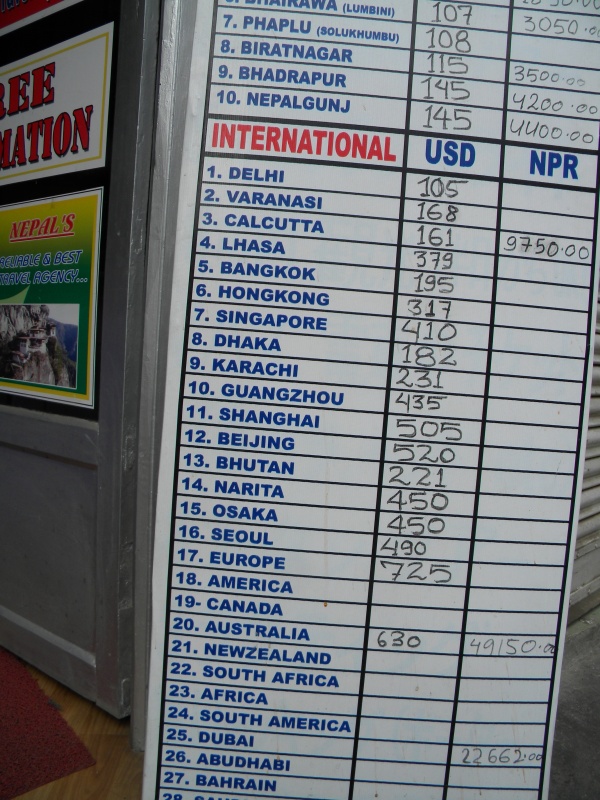 REE
MATION
NEPAL'S
RELIABLE & BEST
TRAVEL AGENCY...
BHAIRAWA (LUMBINI) 107 3050.00
7. PHAPLU (SOLUKHUMBU) 108
8. BIRATNAGAR 115 3500.00
9. BHADRAPUR 145 4200.00
10. NEPALGUNJ 145 4400.00
INTERNATIONAL USD NPR
1. DELHI 105
2. VARANASI 168
3. CALCUTTA 161 9750.00
4. LHASA 379
5. BANGKOK 195
6. HONGKONG 317
7. SINGAPORE 410
8. DHAKA 182
9. KARACHI 231
10. GUANGZHOU 435
11. SHANGHAI 505
12. BEIJING 520
13. BHUTAN 221
14. NARITA 450
15. OSAKA 450
16. SEOUL 490
17. EUROPE 725
18. AMERICA
19- CANADA
20. AUSTRALIA 630 49150.00
21. NEWZEALAND
22. SOUTH AFRICA
23. AFRICA
24. SOUTH AMERICA
25. DUBAI 22662.00
26. ABUDHABI
27. BAHRAIN
28.